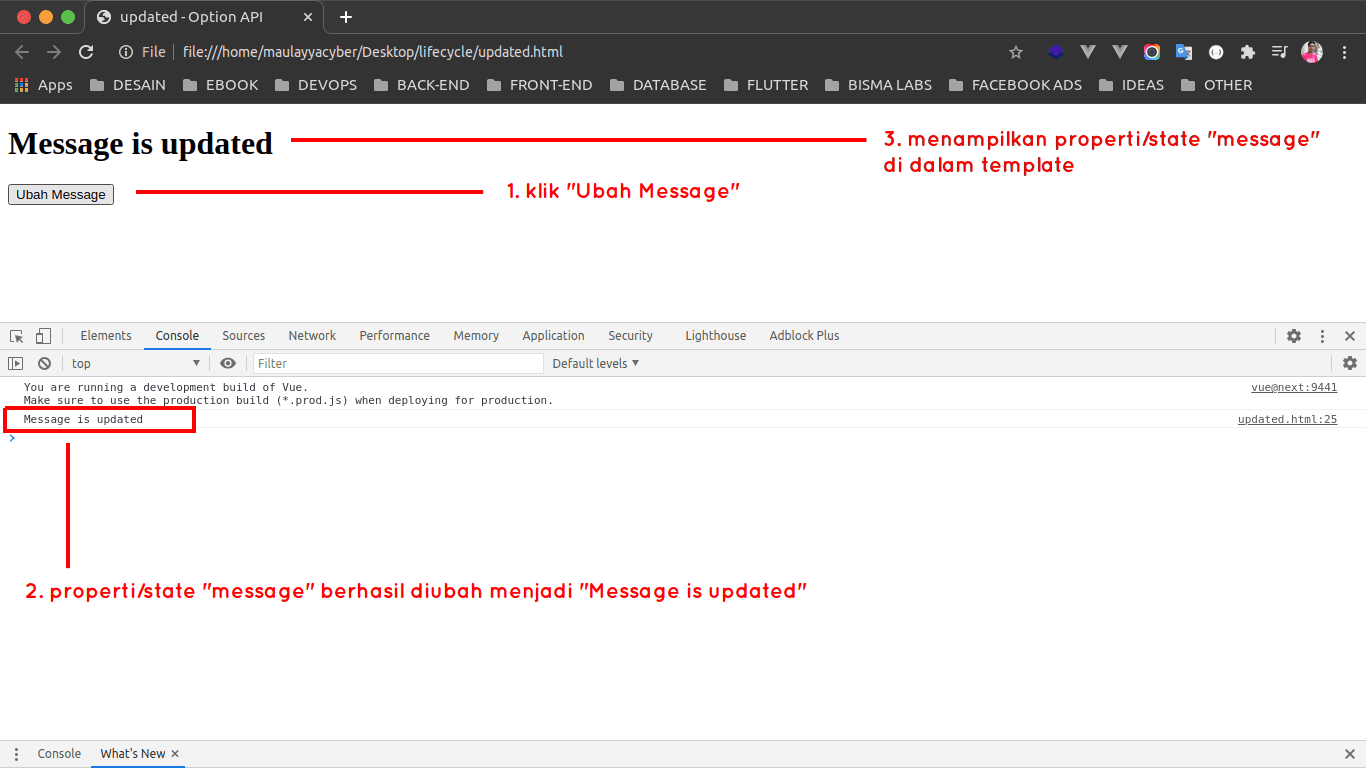 updated - Option API
File
file:///home/maulayyacyber/Desktop/lifecycle/updated.html
Apps DESAIN EBOOK DEVOPS BACK-END FRONT-END DATABASE FLUTTER BISMA LABS FACEBOOK ADS IDEAS OTHER
Message is updated
3. menampilkan properti/state "message"
di dalam template
Ubah Message
1. klik "Ubah Message"
Elements Console Sources Network Performance Memory Application Security Lighthouse Adblock Plus
top Filter Default levels
You are running a development build of Vue. vue@next:9441
Make sure to use the production build (*.prod.js) when deploying for production.
Message is updated updated.html:25
2. properti/state "message" berhasil diubah menjadi "Message is updated"
Console What's New